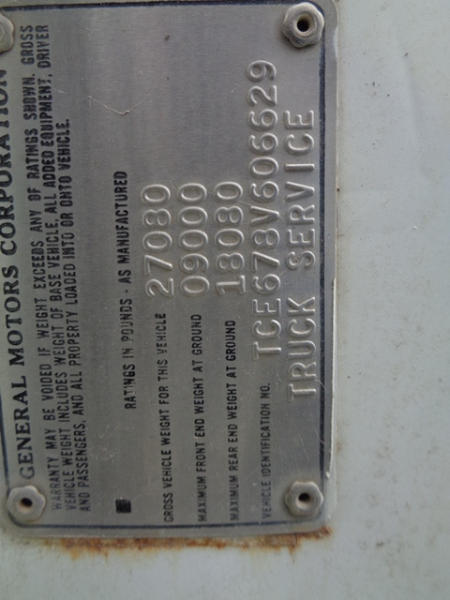 GENERAL MOTORS CORPORATION
WARRANTY MAY BE VOIDED IF WEIGHT EXCEEDS ANY OF RATINGS SHOWN. GROSS
VEHICLE WEIGHT INCLUDES WEIGHT OF BASE VEHICLE, ALL ADDED EQUIPMENT, DRIVER
AND PASSENGERS, AND ALL PROPERTY LOADED INTO OR ONTO VEHICLE.
RATINGS IN POUNDS - AS MANUFACTURED
GROSS VEHICLE WEIGHT FOR THIS VEHICLE 27080
MAXIMUM FRONT END WEIGHT AT GROUND 09000
MAXIMUM REAR END WEIGHT AT GROUND 18080
VEHICLE IDENTIFICATION NO. TCE678V606629
TRUCK SERVICE